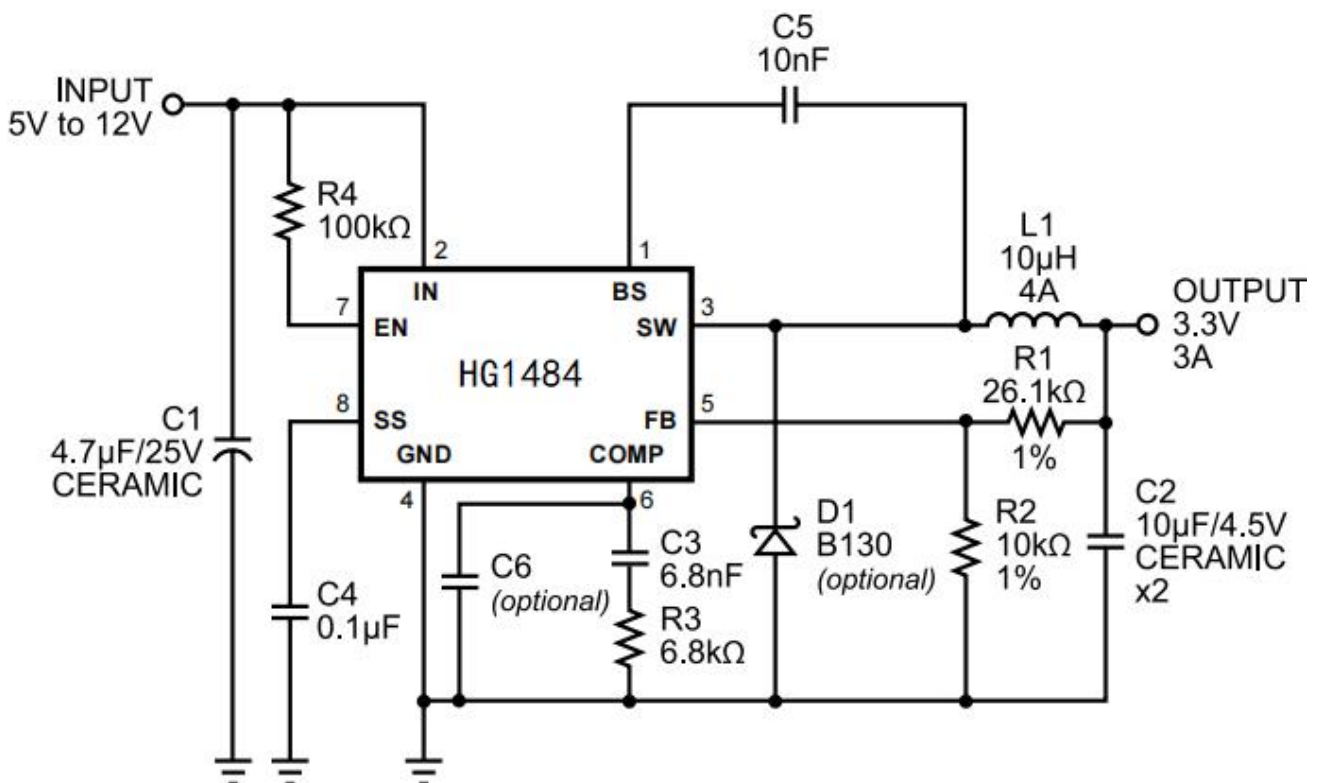 C5
10nF
INPUT
5V to 12V
R4
100kΩ
2
1
L1
10µH
4A
IN
BS
OUTPUT
3.3V
3A
7
EN
SW
3
HG1484
R1
26.1kΩ
1%
8
SS
FB
5
C1
4.7µF/25V
CERAMIC
GND
COMP
4
6
C4
0.1µF
C6
(optional)
C3
6.8nF
R3
6.8kΩ
D1
B130
(optional)
R2
10kΩ
1%
C2
10µF/4.5V
CERAMIC
x2